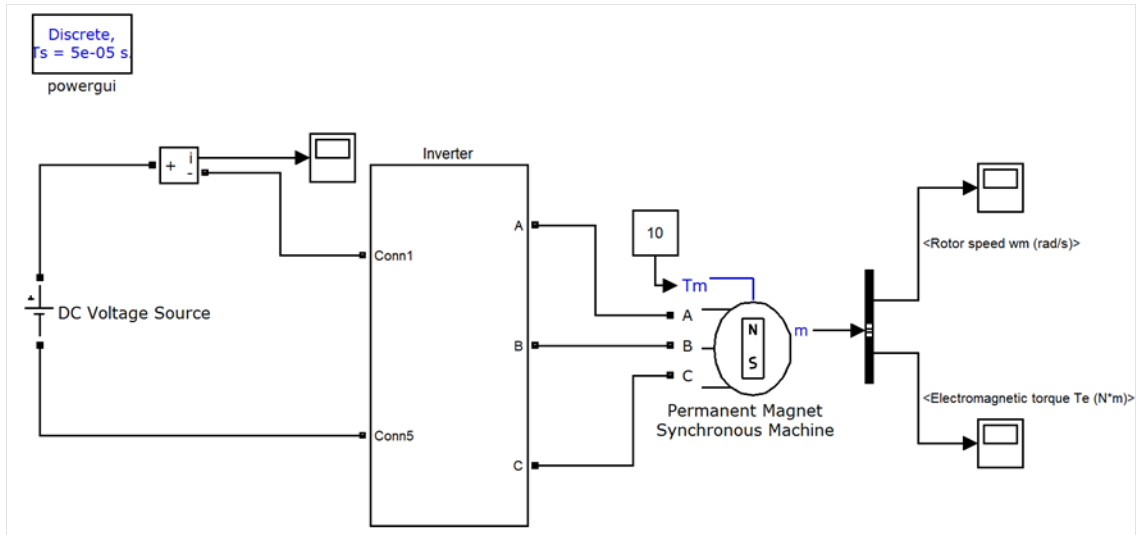 Discrete,
Ts = 5e-05 s.
powergui
+
i
-
Inverter
A
10
<Rotor speed wm (rad/s)>
Conn1
Tm
+
DC Voltage Source
A
N
m
B
B
S
C
<Electromagnetic torque Te (N*m)>
Permanent Magnet
Synchronous Machine
Conn5
C